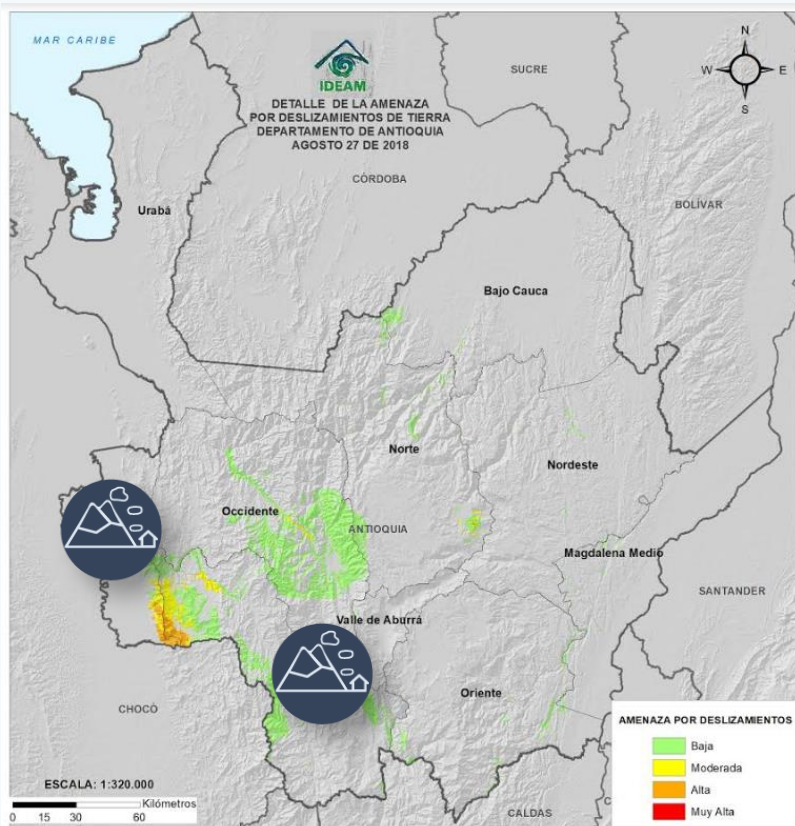 MAR CARIBE
IDEAM
DETALLE DE LA AMENAZA
POR DESLIZAMIENTOS DE TIERRA
DEPARTAMENTO DE ANTIOQUIA
AGOSTO 27 DE 2018
N
W
E
S
SUCRE
CÓRDOBA
BOLÍVAR
Urabá
Bajo Cauca
Norte
Nordeste
Occidente
ANTIOQUIA
Magdalena Medio
SANTANDER
Valle de Aburrá
Oriente
CHOCÓ
CALDAS
C
ESCALA: 1:320.000
Kilómetros
0 15 30 60
AMENAZA POR DESLIZAMIENTOS
Baja
Moderada
Alta
Muy Alta